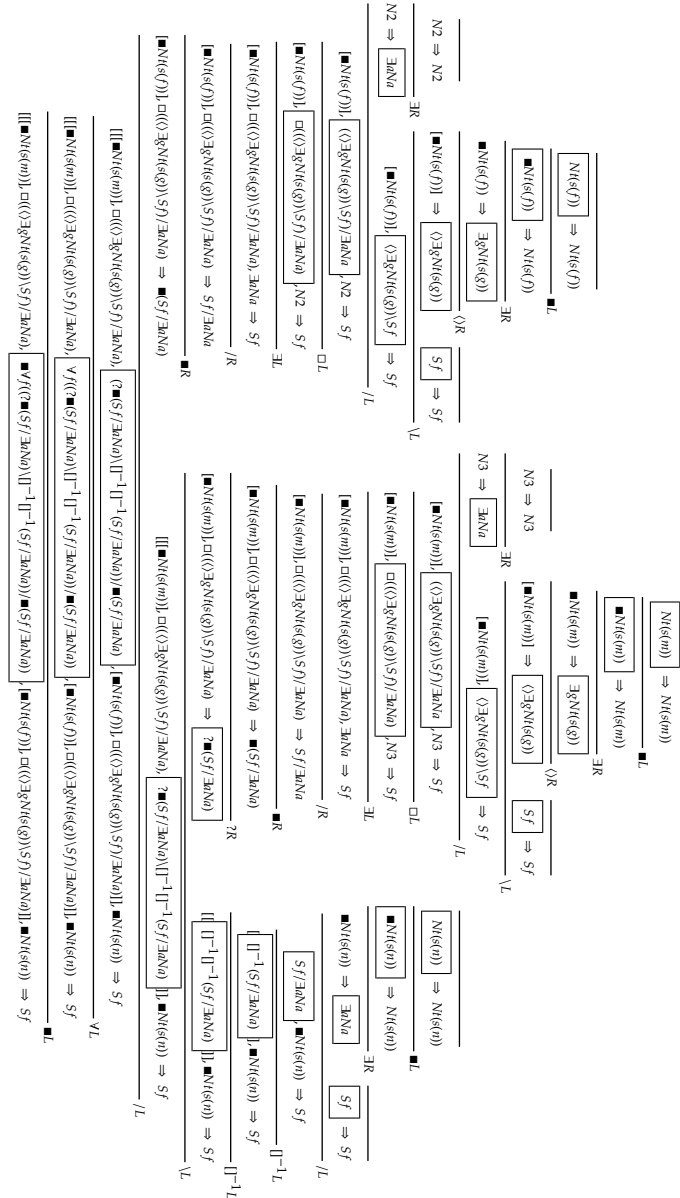 Nt(s(m)) ⇒ Nt(s(m))
■L
■Nt(s(m)) ⇒ Nt(s(m))
∃R
Nt(s(f)) ⇒ Nt(s(f)) ■Nt(s(m)) ⇒ ∃gNt(s(g))
■L ⟨⟩R
■Nt(s(f)) ⇒ Nt(s(f)) N3 ⇒ N3 [■Nt(s(m))] ⇒ ⟨⟩∃gNt(s(g)) Sf ⇒ Sf
∃R ∃R \L
■Nt(s(f)) ⇒ ∃gNt(s(g)) N3 ⇒ ∃aNa [■Nt(s(m))], ⟨⟩∃gNt(s(g))\Sf ⇒ Sf
⟨⟩R /L
N2 ⇒ N2 [■Nt(s(f))] ⇒ ⟨⟩∃gNt(s(g)) Sf ⇒ Sf [■Nt(s(m))], (⟨⟩∃gNt(s(g))\Sf)/∃aNa, N3 ⇒ Sf Nt(s(n)) ⇒ Nt(s(n))
∃R \L □L ■L
N2 ⇒ ∃aNa [■Nt(s(f))], ⟨⟩∃gNt(s(g))\Sf ⇒ Sf [■Nt(s(m))], □((⟨⟩∃gNt(s(g))\Sf)/∃aNa), N3 ⇒ Sf ■Nt(s(n)) ⇒ Nt(s(n))
/L ∃L ∃R
[■Nt(s(f))], (⟨⟩∃gNt(s(g))\Sf)/∃aNa, N2 ⇒ Sf [■Nt(s(m))], □((⟨⟩∃gNt(s(g))\Sf)/∃aNa), ∃aNa ⇒ Sf ■Nt(s(n)) ⇒ ∃aNa Sf ⇒ Sf
□L /R /L
[■Nt(s(f))], □((⟨⟩∃gNt(s(g))\Sf)/∃aNa), N2 ⇒ Sf [■Nt(s(m))], □((⟨⟩∃gNt(s(g))\Sf)/∃aNa) ⇒ Sf/∃aNa Sf/∃aNa, ■Nt(s(n)) ⇒ Sf
∃L ■R []⁻¹L
[■Nt(s(f))], □((⟨⟩∃gNt(s(g))\Sf)/∃aNa), ∃aNa ⇒ Sf [■Nt(s(m))], □((⟨⟩∃gNt(s(g))\Sf)/∃aNa) ⇒ ■(Sf/∃aNa) [ []⁻¹(Sf/∃aNa) ], ■Nt(s(n)) ⇒ Sf
/R ?R []⁻¹L
[■Nt(s(f))], □((⟨⟩∃gNt(s(g))\Sf)/∃aNa) ⇒ Sf/∃aNa [■Nt(s(m))], □((⟨⟩∃gNt(s(g))\Sf)/∃aNa) ⇒ ?■(Sf/∃aNa) [[ []⁻¹[]⁻¹(Sf/∃aNa) ]], ■Nt(s(n)) ⇒ Sf
■R \L
[■Nt(s(f))], □((⟨⟩∃gNt(s(g))\Sf)/∃aNa) ⇒ ■(Sf/∃aNa) [[[■Nt(s(m))], □((⟨⟩∃gNt(s(g))\Sf)/∃aNa), ?■(Sf/∃aNa)\[]⁻¹[]⁻¹(Sf/∃aNa) ]], ■Nt(s(n)) ⇒ Sf
/L
[[[■Nt(s(m))], □((⟨⟩∃gNt(s(g))\Sf)/∃aNa), (?■(Sf/∃aNa)\[]⁻¹[]⁻¹(Sf/∃aNa))/■(Sf/∃aNa), [■Nt(s(f))], □((⟨⟩∃gNt(s(g))\Sf)/∃aNa)]], ■Nt(s(n)) ⇒ Sf
∀L
[[[■Nt(s(m))], □((⟨⟩∃gNt(s(g))\Sf)/∃aNa), ∀f((?■(Sf/∃aNa)\[]⁻¹[]⁻¹(Sf/∃aNa))/■(Sf/∃aNa)), [■Nt(s(f))], □((⟨⟩∃gNt(s(g))\Sf)/∃aNa)]], ■Nt(s(n)) ⇒ Sf
■L
[[[■Nt(s(m))], □((⟨⟩∃gNt(s(g))\Sf)/∃aNa), ■∀f((?■(Sf/∃aNa)\[]⁻¹[]⁻¹(Sf/∃aNa))/■(Sf/∃aNa)), [■Nt(s(f))], □((⟨⟩∃gNt(s(g))\Sf)/∃aNa)]], ■Nt(s(n)) ⇒ Sf